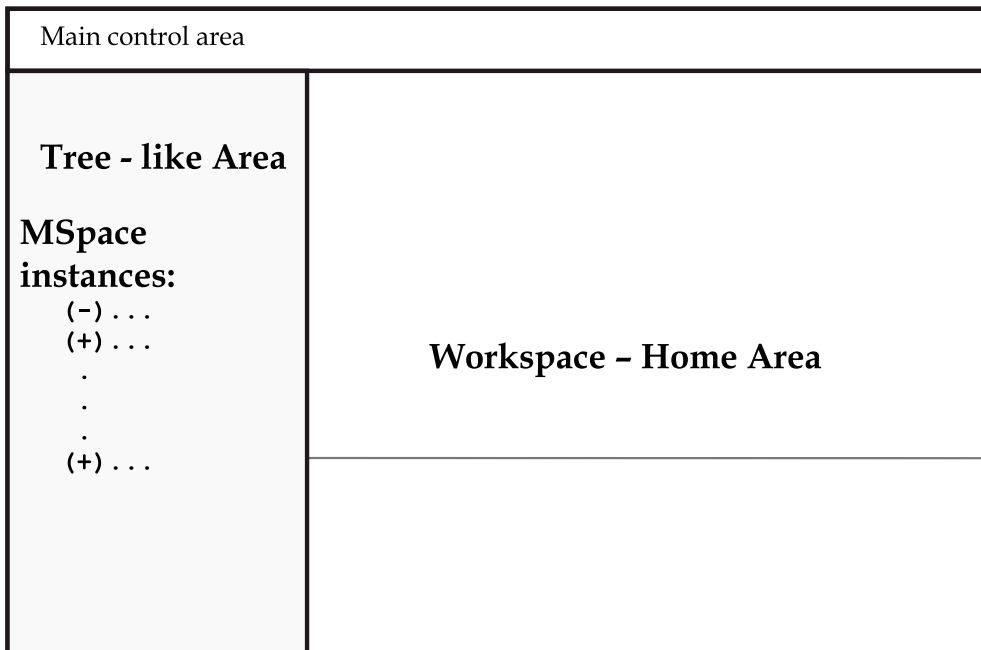 Main control area
Tree - like Area
MSpace
instances:
(-) . . .
(+) . . .
.
.
.
(+) . . .
Workspace – Home Area